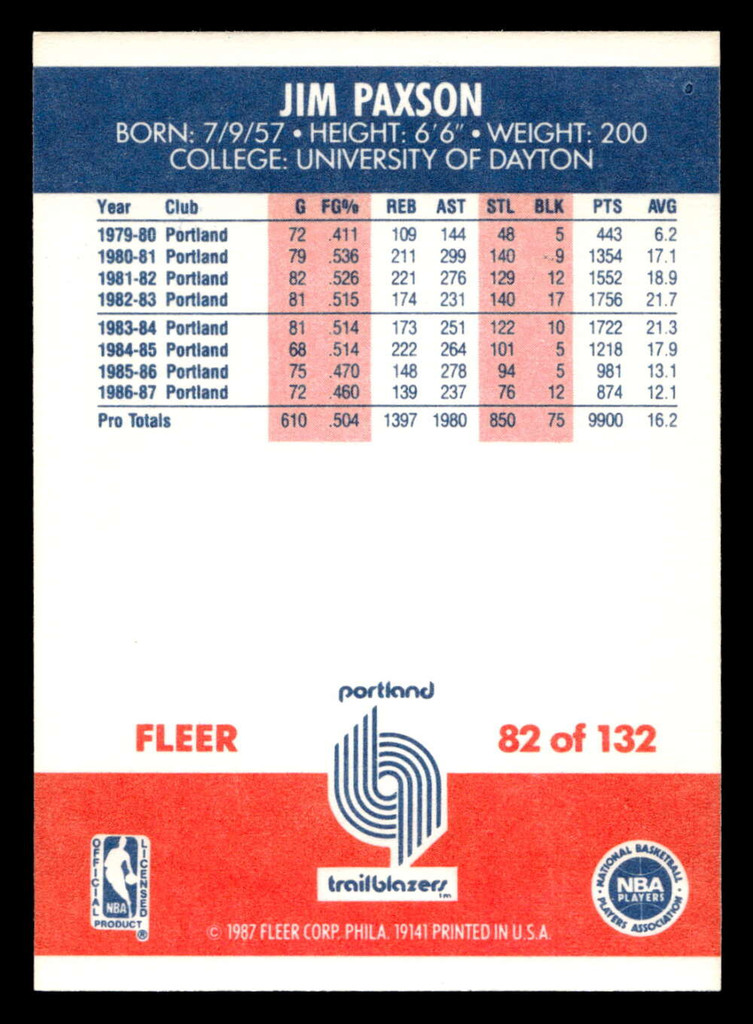 JIM PAXSON
BORN: 7/9/57 • HEIGHT: 6'6" • WEIGHT: 200
COLLEGE: UNIVERSITY OF DAYTON
Year Club G FG% REB AST STL BLK PTS AVG
1979-80 Portland 72 .411 109 144 48 5 443 6.2
1980-81 Portland 79 .536 211 299 140 9 1354 17.1
1981-82 Portland 82 .526 221 276 129 12 1552 18.9
1982-83 Portland 81 .515 174 231 140 17 1756 21.7
1983-84 Portland 81 .514 173 251 122 10 1722 21.3
1984-85 Portland 68 .514 222 264 101 5 1218 17.9
1985-86 Portland 75 .470 148 278 94 5 981 13.1
1986-87 Portland 72 .460 139 237 76 12 874 12.1
Pro Totals 610 .504 1397 1980 850 75 9900 16.2
portland
FLEER
82 of 132
trailblazers
TM
OFFICIAL
LICENSED
NBA
PRODUCT
®
NATIONAL BASKETBALL
NBA
PLAYERS
PLAYERS ASSOCIATION
© 1987 FLEER CORP. PHILA. 19141 PRINTED IN U.S.A.